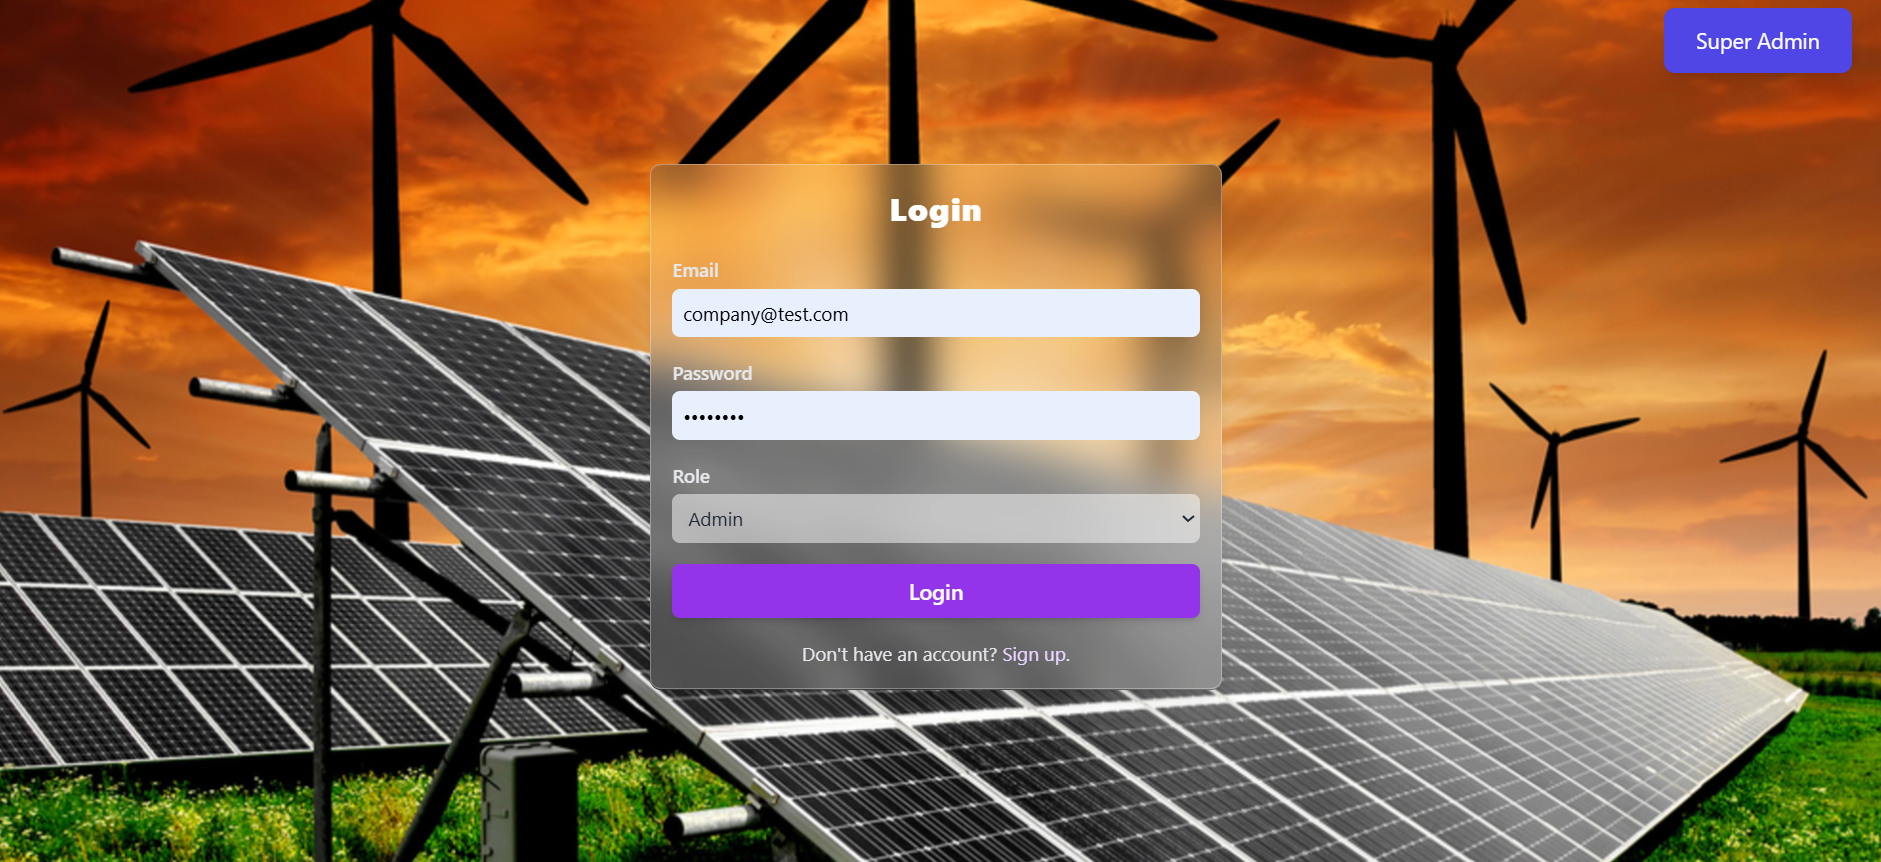 Super Admin
Login
Email
company@test.com
Password
••••••••
Role
Admin
Login
Don't have an account? Sign up.